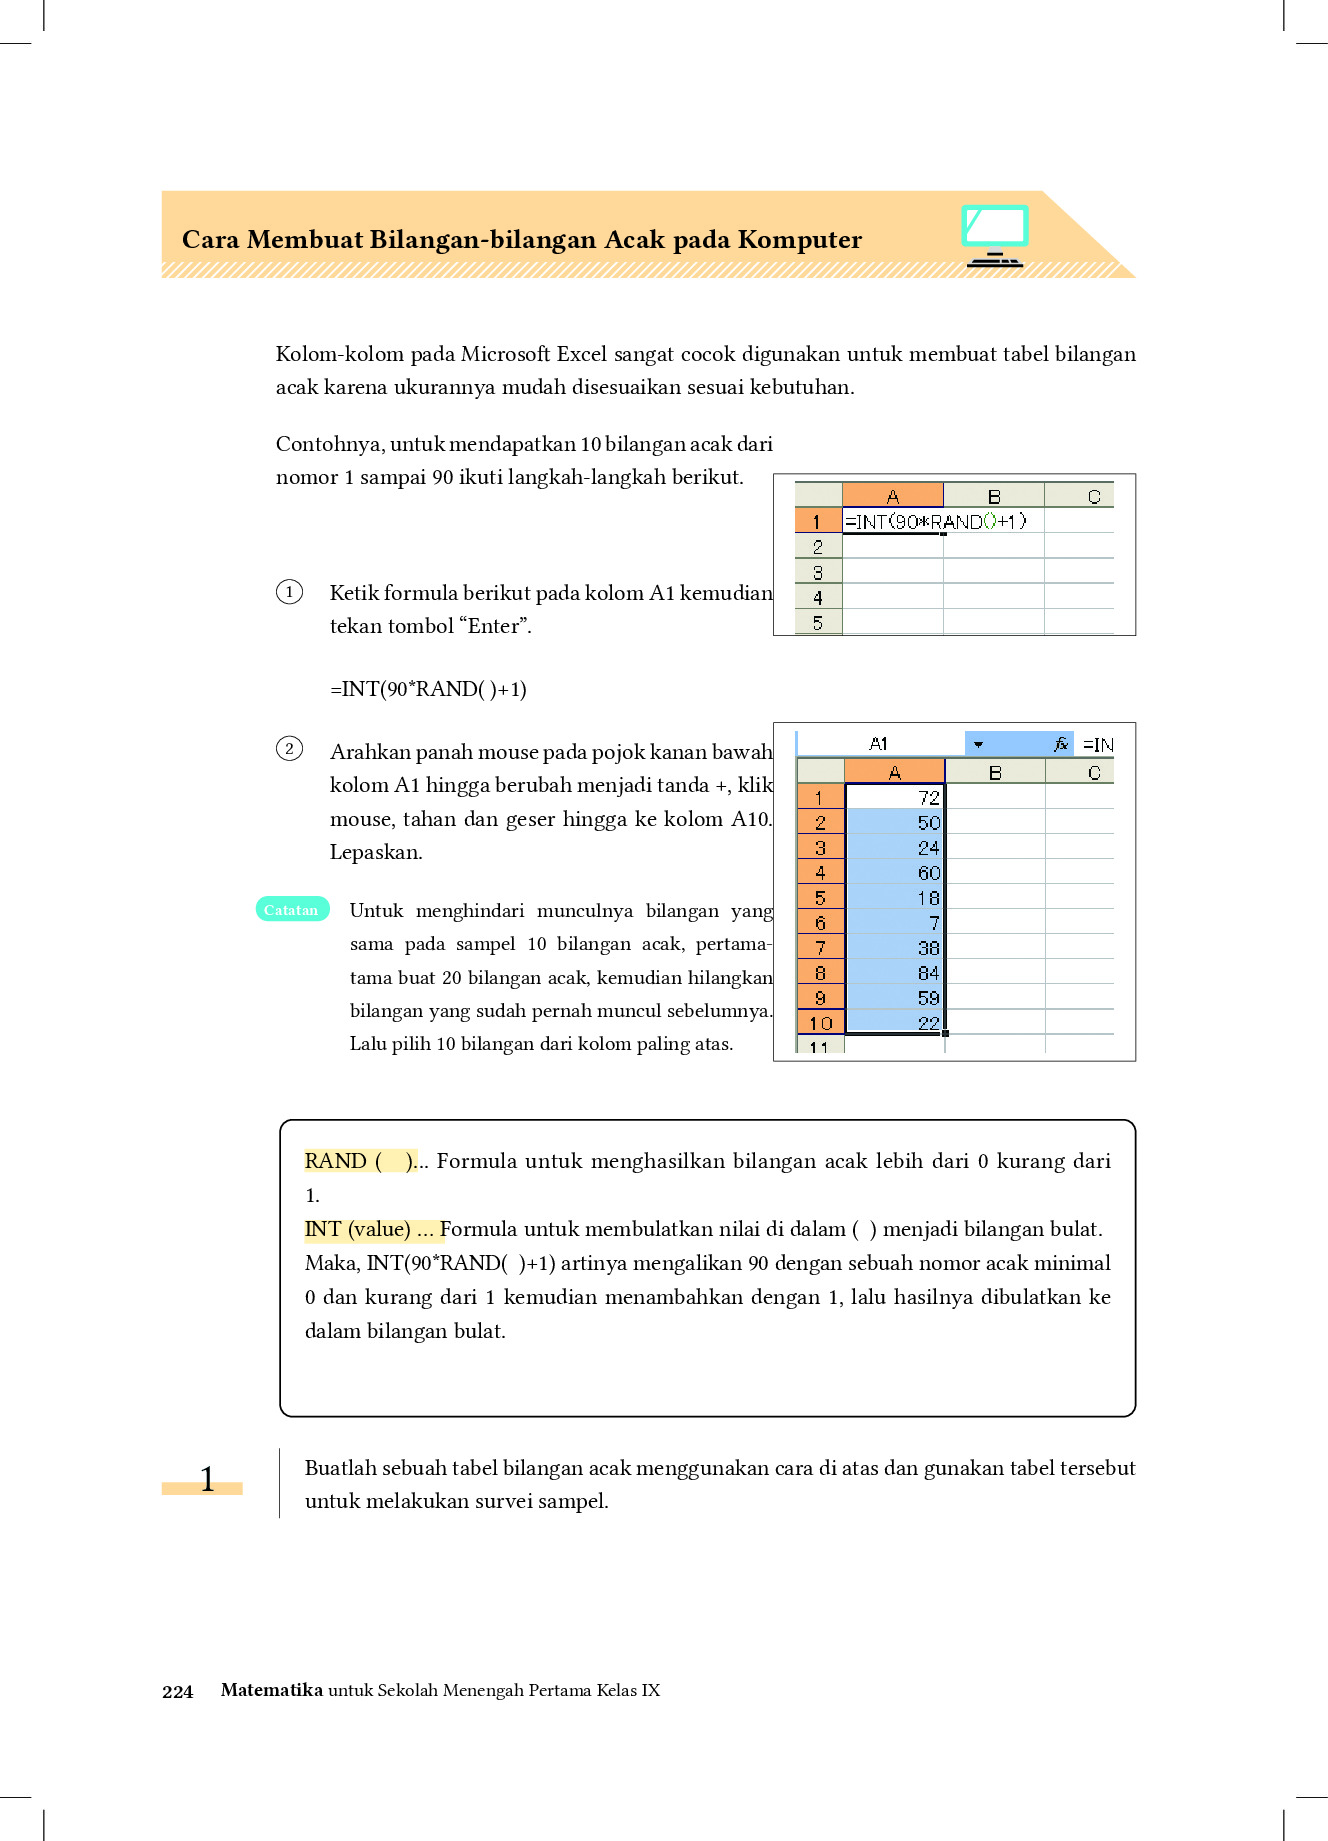 Cara Membuat Bilangan-bilangan Acak pada Komputer
Kolom-kolom pada Microsoft Excel sangat cocok digunakan untuk membuat tabel bilangan
acak karena ukurannya mudah disesuaikan sesuai kebutuhan.
Contohnya, untuk mendapatkan 10 bilangan acak dari
nomor 1 sampai 90 ikuti langkah-langkah berikut.
A B C
1 =INT(90*RAND()+1)
2
3
4
5
1 Ketik formula berikut pada kolom A1 kemudian
tekan tombol “Enter”.
=INT(90*RAND( )+1)
2 Arahkan panah mouse pada pojok kanan bawah
kolom A1 hingga berubah menjadi tanda +, klik
mouse, tahan dan geser hingga ke kolom A10.
Lepaskan.
Catatan Untuk menghindari munculnya bilangan yang
sama pada sampel 10 bilangan acak, pertama-
tama buat 20 bilangan acak, kemudian hilangkan
bilangan yang sudah pernah muncul sebelumnya.
Lalu pilih 10 bilangan dari kolom paling atas.
A1 fx =IN
A B C
1 72
2 50
3 24
4 60
5 18
6 7
7 38
8 84
9 59
10 22
11
RAND ( )... Formula untuk menghasilkan bilangan acak lebih dari 0 kurang dari
1.
INT (value) ... Formula untuk membulatkan nilai di dalam ( ) menjadi bilangan bulat.
Maka, INT(90*RAND( )+1) artinya mengalikan 90 dengan sebuah nomor acak minimal
0 dan kurang dari 1 kemudian menambahkan dengan 1, lalu hasilnya dibulatkan ke
dalam bilangan bulat.
1 Buatlah sebuah tabel bilangan acak menggunakan cara di atas dan gunakan tabel tersebut
untuk melakukan survei sampel.
224 Matematika untuk Sekolah Menengah Pertama Kelas IX